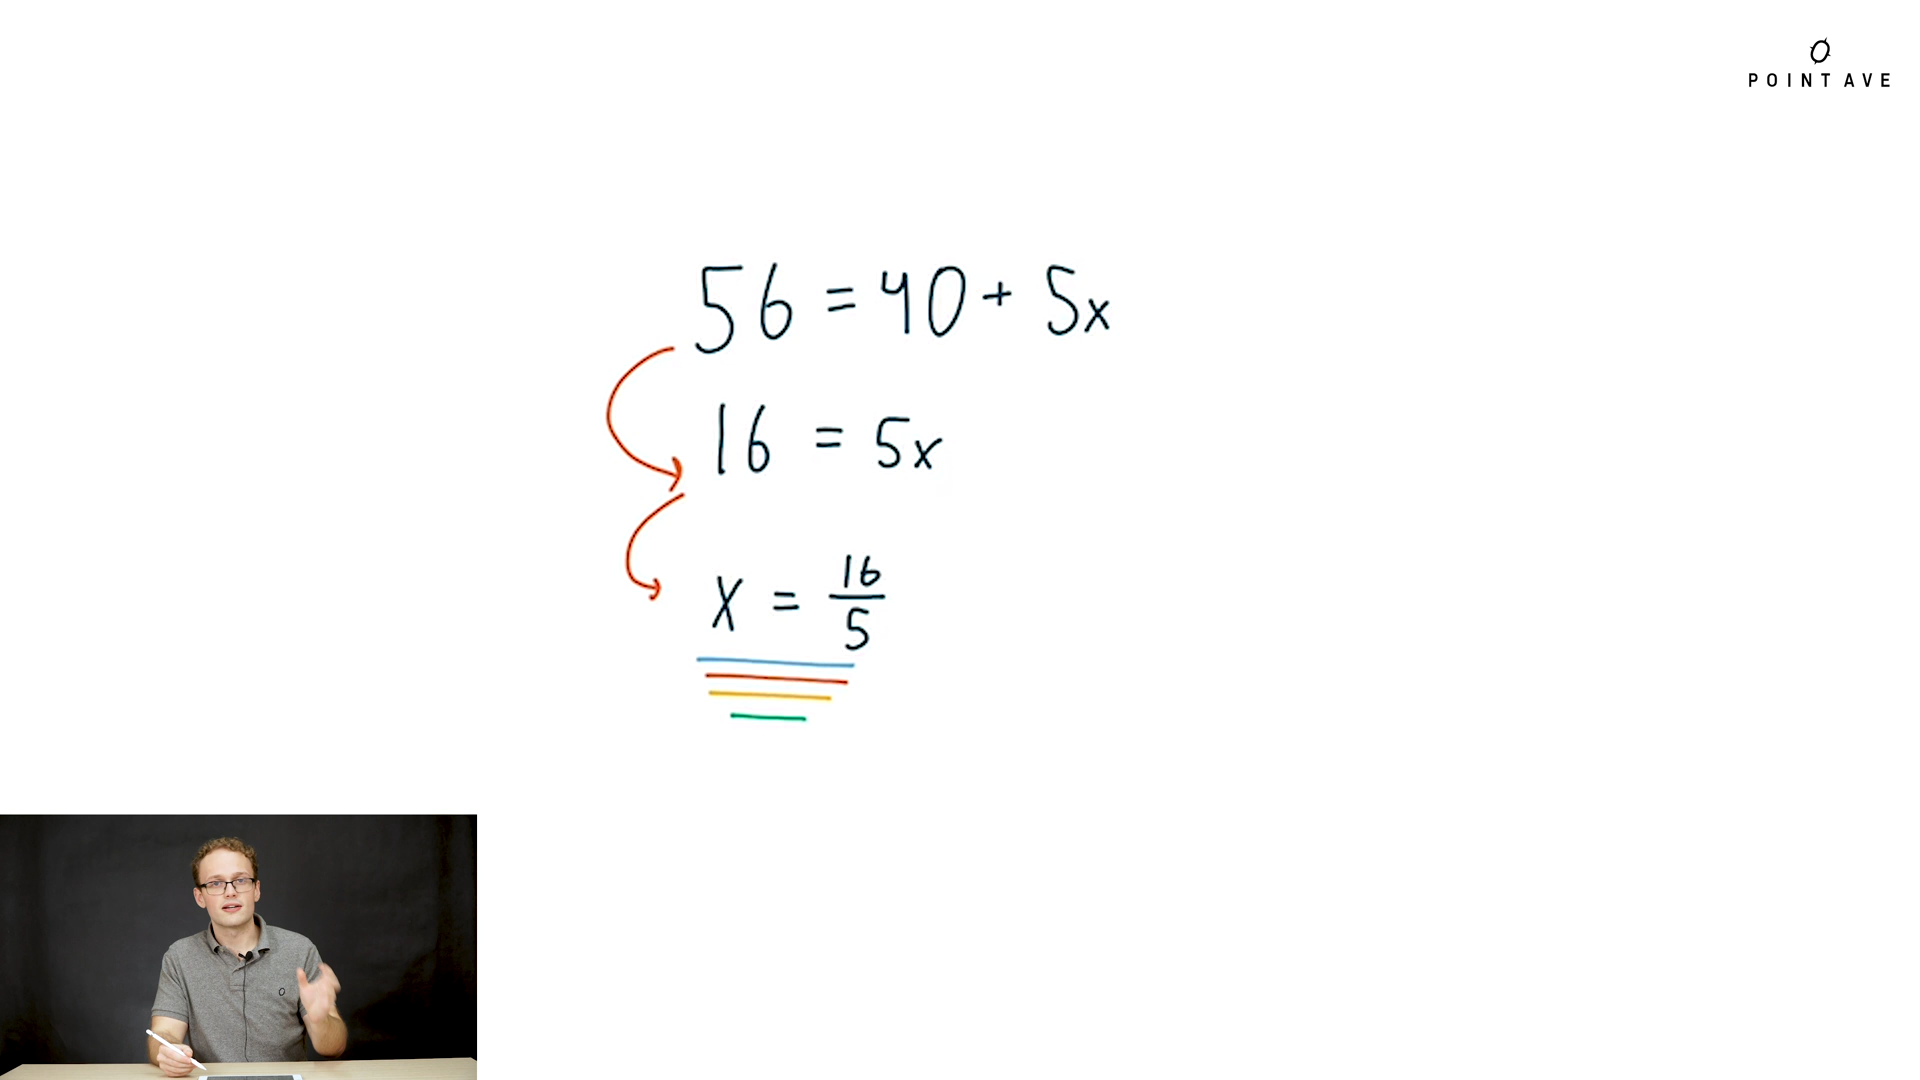 POINT AVE
56 = 40 + 5x
16 = 5x
x = 16/5